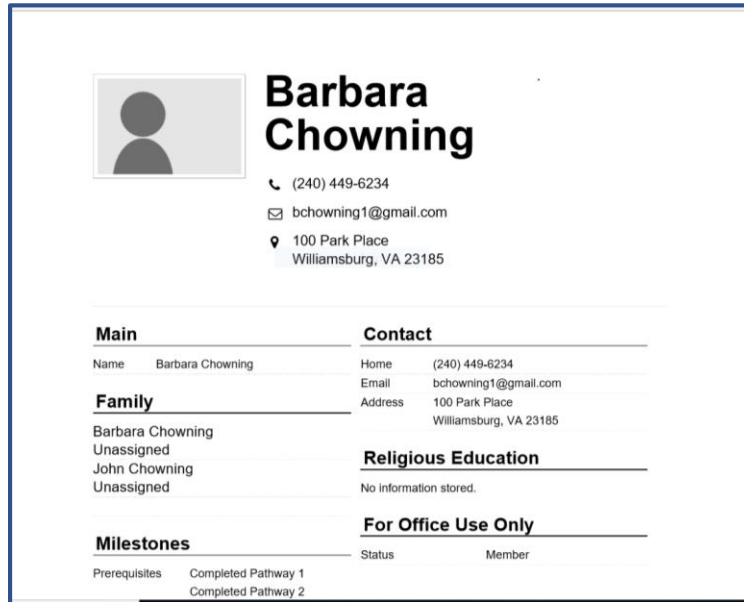 Barbara
Chowning
(240) 449-6234
bchowning1@gmail.com
100 Park Place
Williamsburg, VA 23185
Main
Name Barbara Chowning
Family
Barbara Chowning
Unassigned
John Chowning
Unassigned
Milestones
Prerequisites Completed Pathway 1
Completed Pathway 2
Contact
Home (240) 449-6234
Email bchowning1@gmail.com
Address 100 Park Place
Williamsburg, VA 23185
Religious Education
No information stored.
For Office Use Only
Status Member